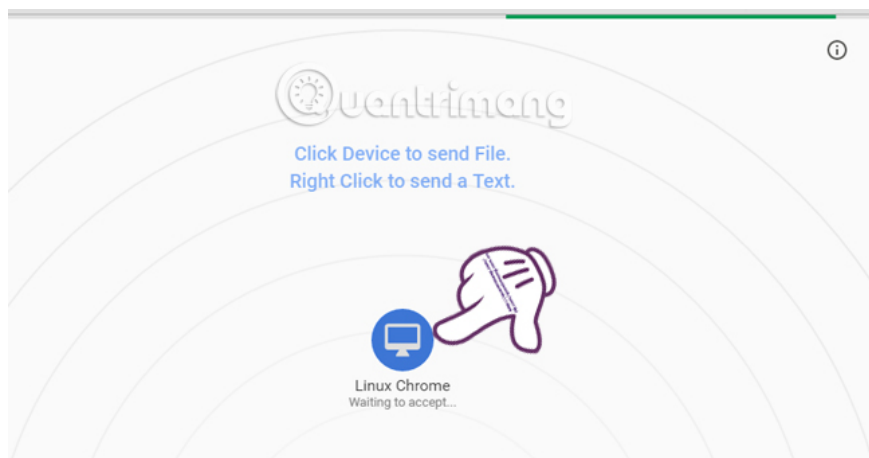 Quantrimang
Click Device to send File.
Right Click to send a Text.
Linux Chrome
Waiting to accept...